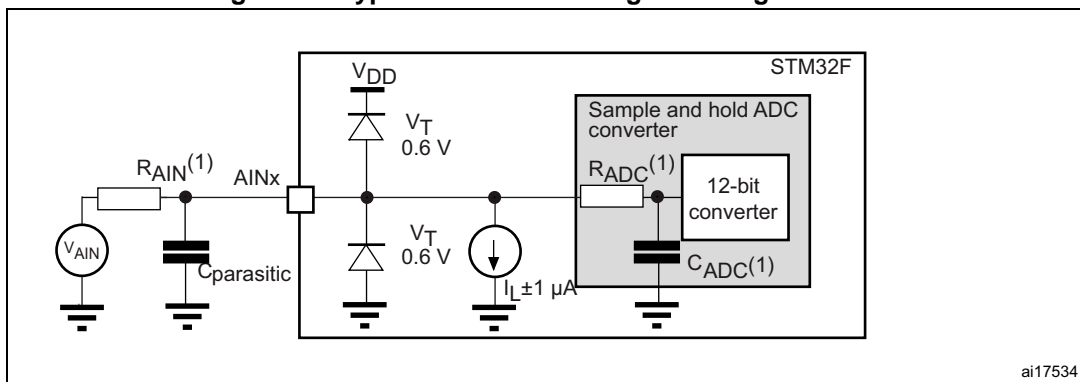 STM32F
VDD
Sample and hold ADC
converter
VT
0.6 V
RAIN(1)
AINx
RADC(1)
12-bit
converter
VAIN
Cparasitic
VT
0.6 V
IL±1 μA
CADC(1)
ai17534